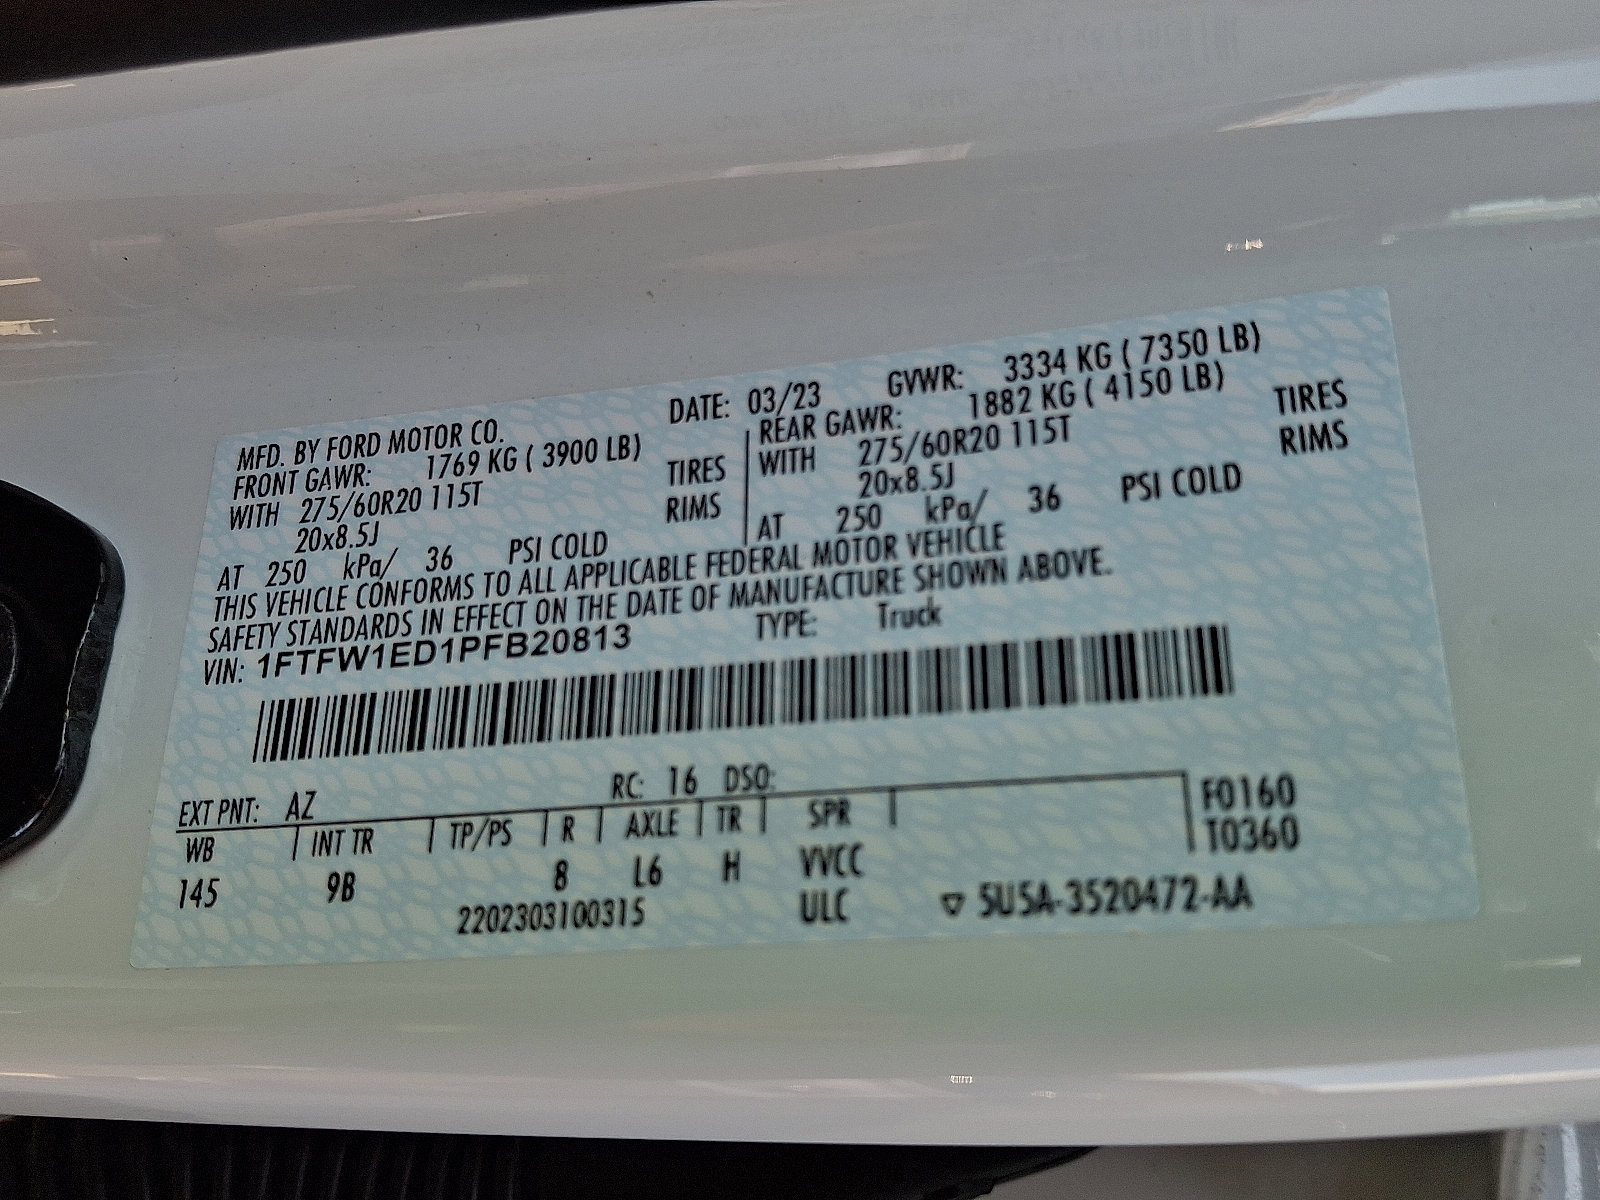 DATE: 03/23 GVWR: 3334 KG ( 7350 LB)
MFD. BY FORD MOTOR CO.
FRONT GAWR: 1769 KG ( 3900 LB)
WITH 275/60R20 115T TIRES
20x8.5J RIMS
AT 250 kPa/ 36 PSI COLD
REAR GAWR: 1882 KG ( 4150 LB)
WITH 275/60R20 115T TIRES
20x8.5J RIMS
AT 250 kPa/ 36 PSI COLD
THIS VEHICLE CONFORMS TO ALL APPLICABLE FEDERAL MOTOR VEHICLE
SAFETY STANDARDS IN EFFECT ON THE DATE OF MANUFACTURE SHOWN ABOVE.
VIN: 1FTFW1ED1PFB20813 TYPE: Truck
EXT PNT: AZ RC: 16 DSO:
WB INT TR TP/PS R AXLE TR SPR F0160
T0360
145 9B 8 L6 H VVCC
2202303100315 ULC ▽ 5U5A-3520472-AA